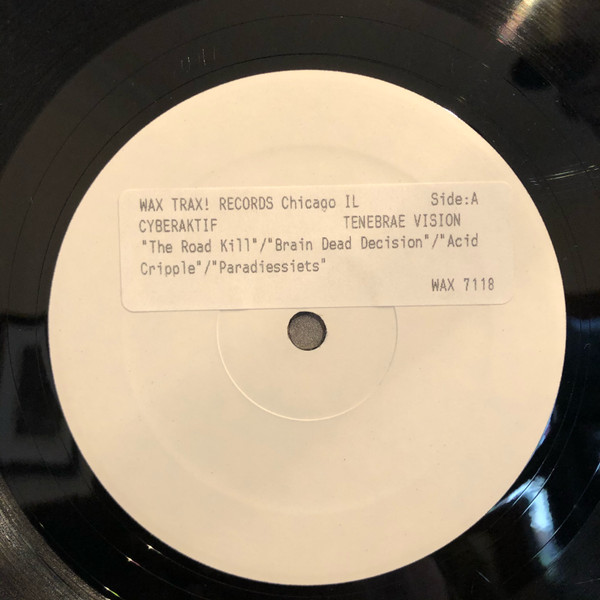 WAX TRAX! RECORDS Chicago IL Side:A
CYBERAKTIF TENEBRAE VISION
"The Road Kill"/"Brain Dead Decision"/"Acid
Cripple"/"Paradiessiets"
WAX 7118